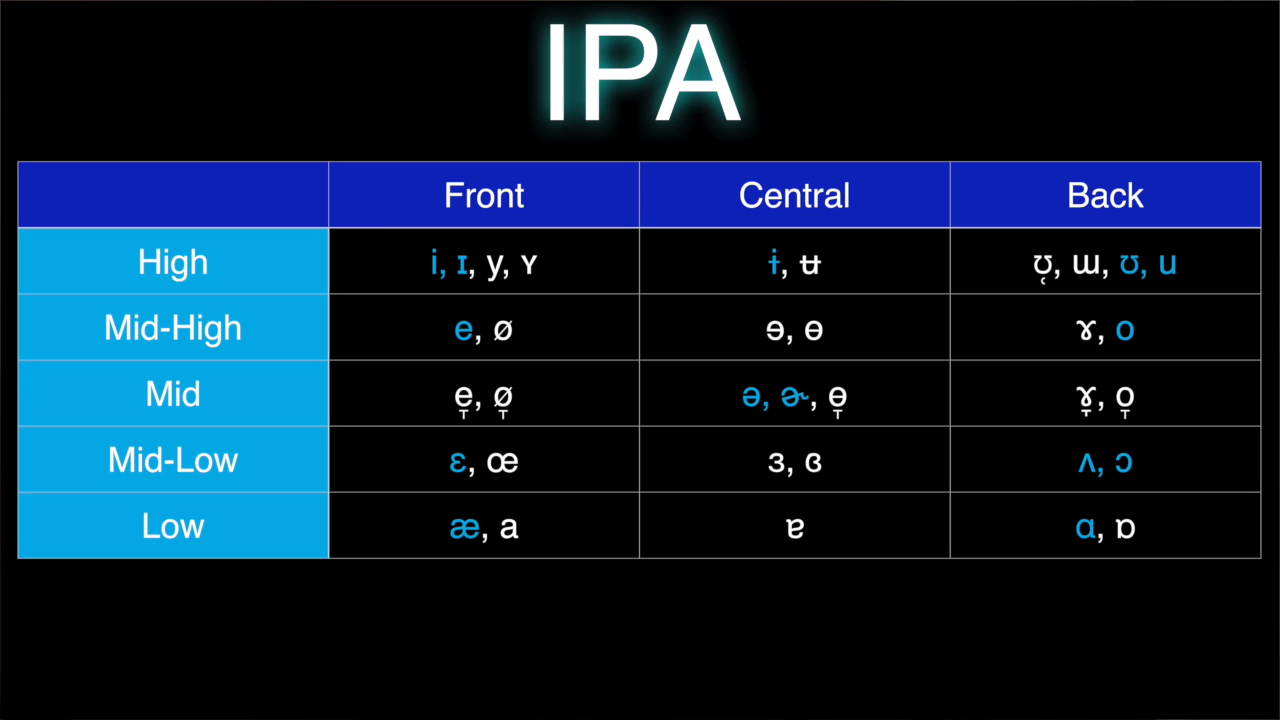 IPA
Front Central Back
High i, ɪ, y, ʏ ɨ, ʉ ʊ̜, ɯ, ʊ, u
Mid-High e, ø ɘ, ɵ ɤ, o
Mid e̞, ø̞ ə, ɚ, ɵ̞ ɤ̞, o̞
Mid-Low ɛ, œ ɜ, ɞ ʌ, ɔ
Low æ, a ɐ ɑ, ɒ